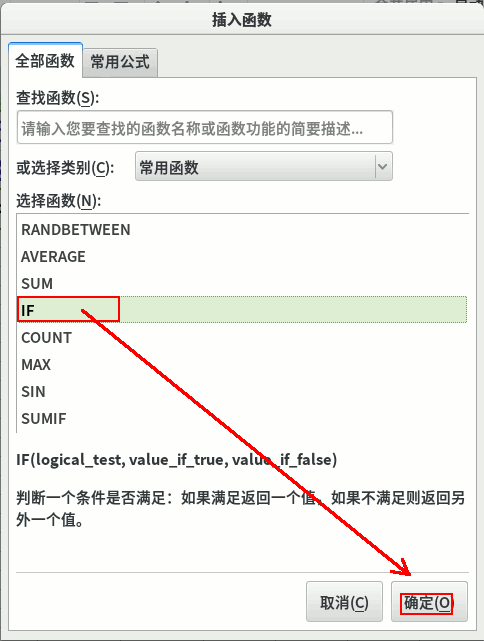 插入函数
全部函数 常用公式
查找函数(S):
请输入您要查找的函数名称或函数功能的简要描述...
或选择类别(C): 常用函数
选择函数(N):
RANDBETWEEN
AVERAGE
SUM
IF
COUNT
MAX
SIN
SUMIF
IF(logical_test, value_if_true, value_if_false)
判断一个条件是否满足：如果满足返回一个值，如果不满足则返回另
外一个值。
取消(C) 确定(O)